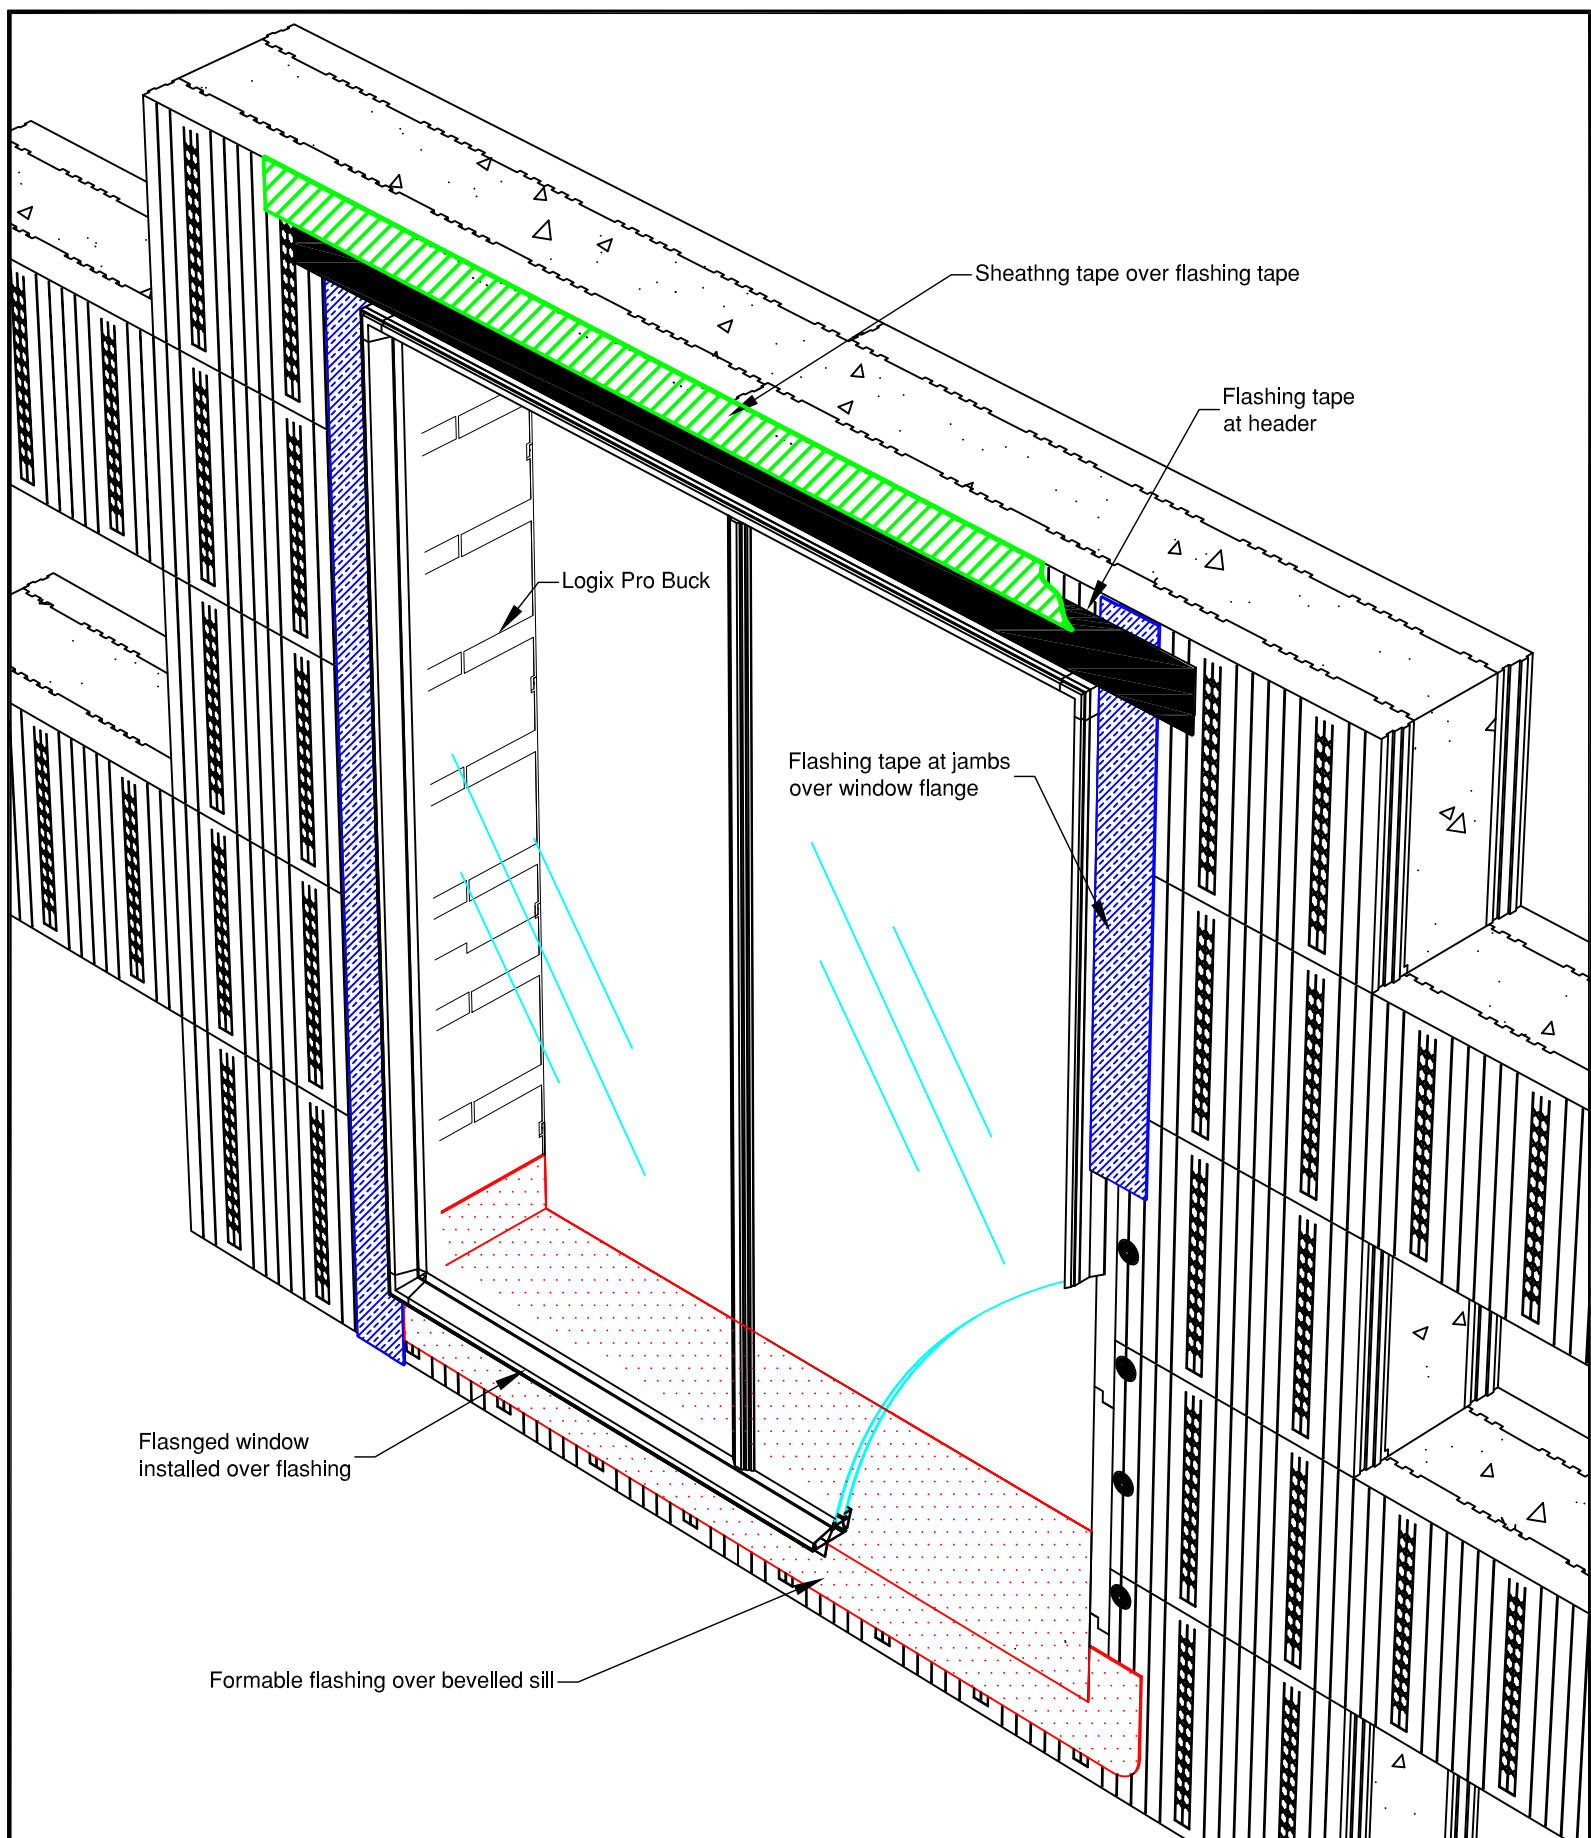 Sheathng tape over flashing tape
Flashing tape
at header
Logix Pro Buck
Flashing tape at jambs
over window flange
Flasnged window
installed over flashing
Formable flashing over bevelled sill